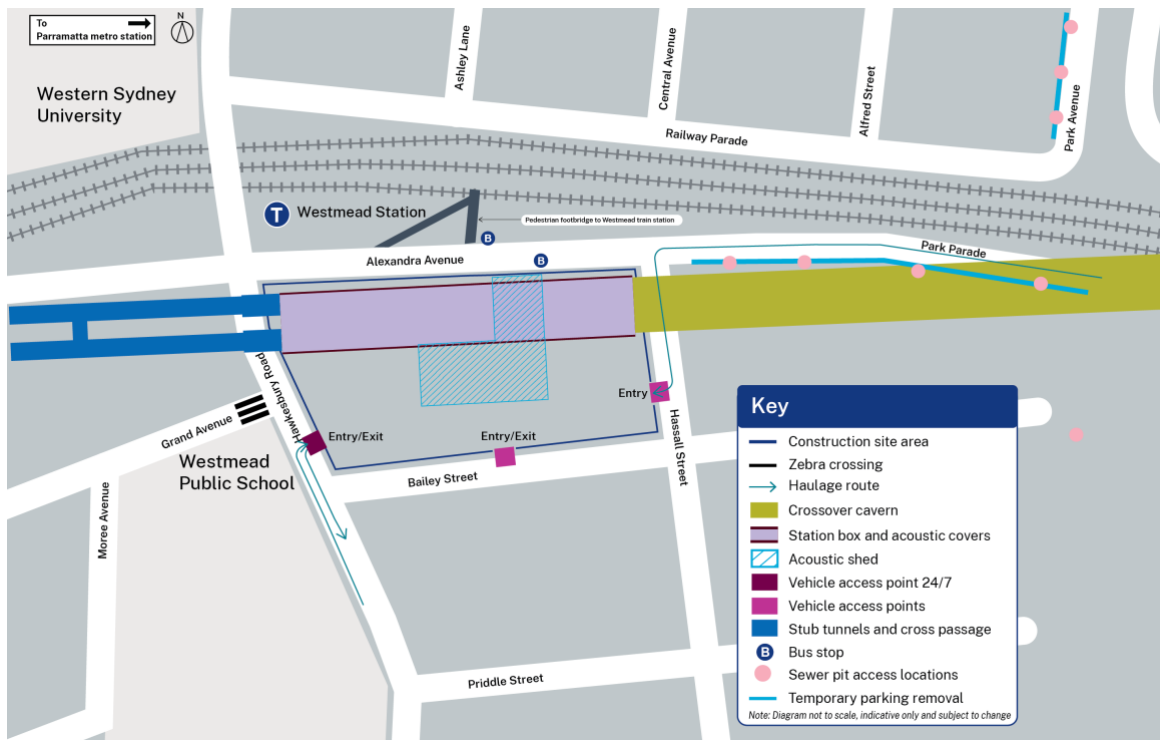 To
Parramatta metro station
N
Western Sydney
University
Ashley Lane
Central Avenue
Alfred Street
Park Avenue
Railway Parade
T
Westmead Station
Pedestrian footbridge to Westmead train station
B
Alexandra Avenue
B
Park Parade
Hawkesbury Road
Grand Avenue
Westmead
Public School
Moree Avenue
Entry/Exit
Entry/Exit
Entry
Hassall Street
Bailey Street
Priddle Street
Key
Construction site area
Zebra crossing
Haulage route
Crossover cavern
Station box and acoustic covers
Acoustic shed
Vehicle access point 24/7
Vehicle access points
Stub tunnels and cross passage
B
Bus stop
Sewer pit access locations
Temporary parking removal
Note: Diagram not to scale, indicative only and subject to change